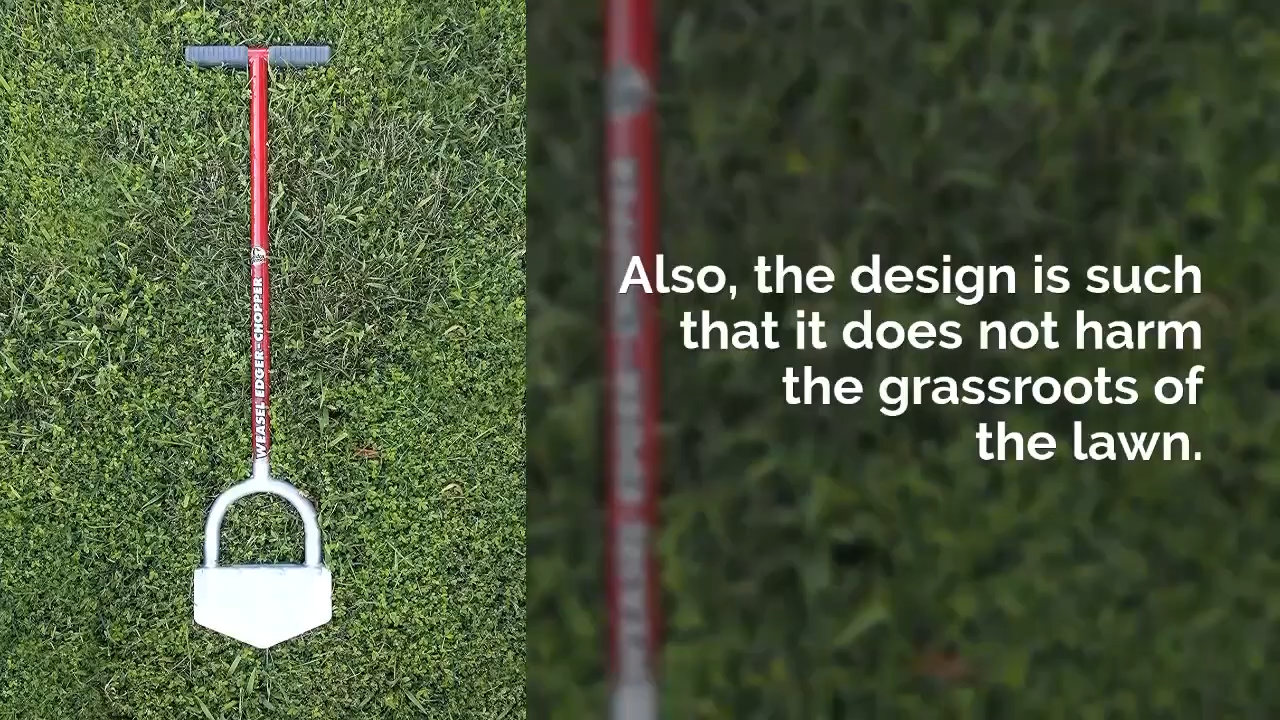 WEASEL EDGER-CHOPPER
Also, the design is such
that it does not harm
the grassroots of
the lawn.